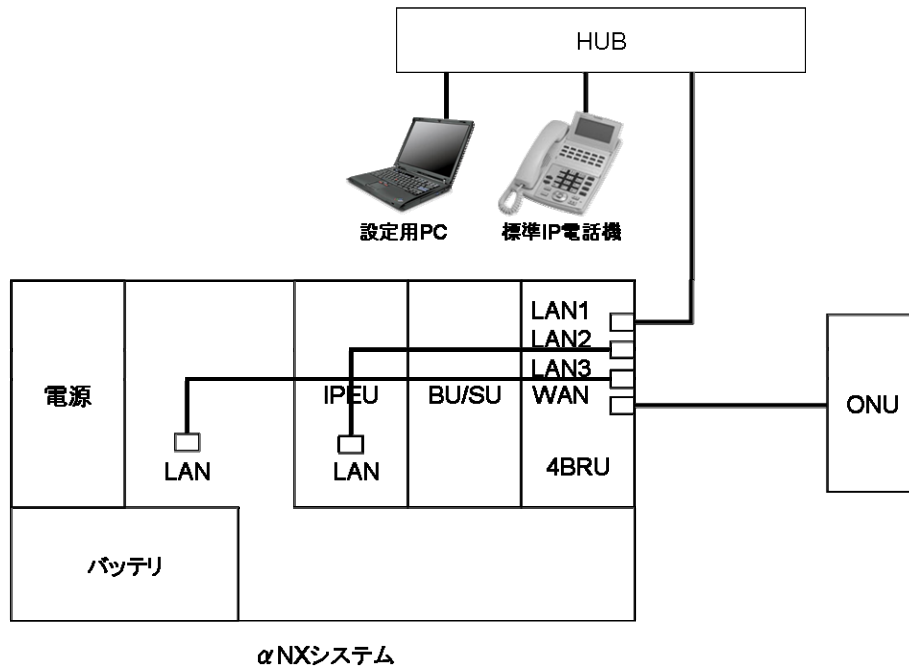 HUB
設定用PC
標準IP電話機
LAN1
LAN2
LAN3
WAN
電源
IPEU
BU/SU
ONU
LAN
LAN
4BRU
バッテリ
αNXシステム